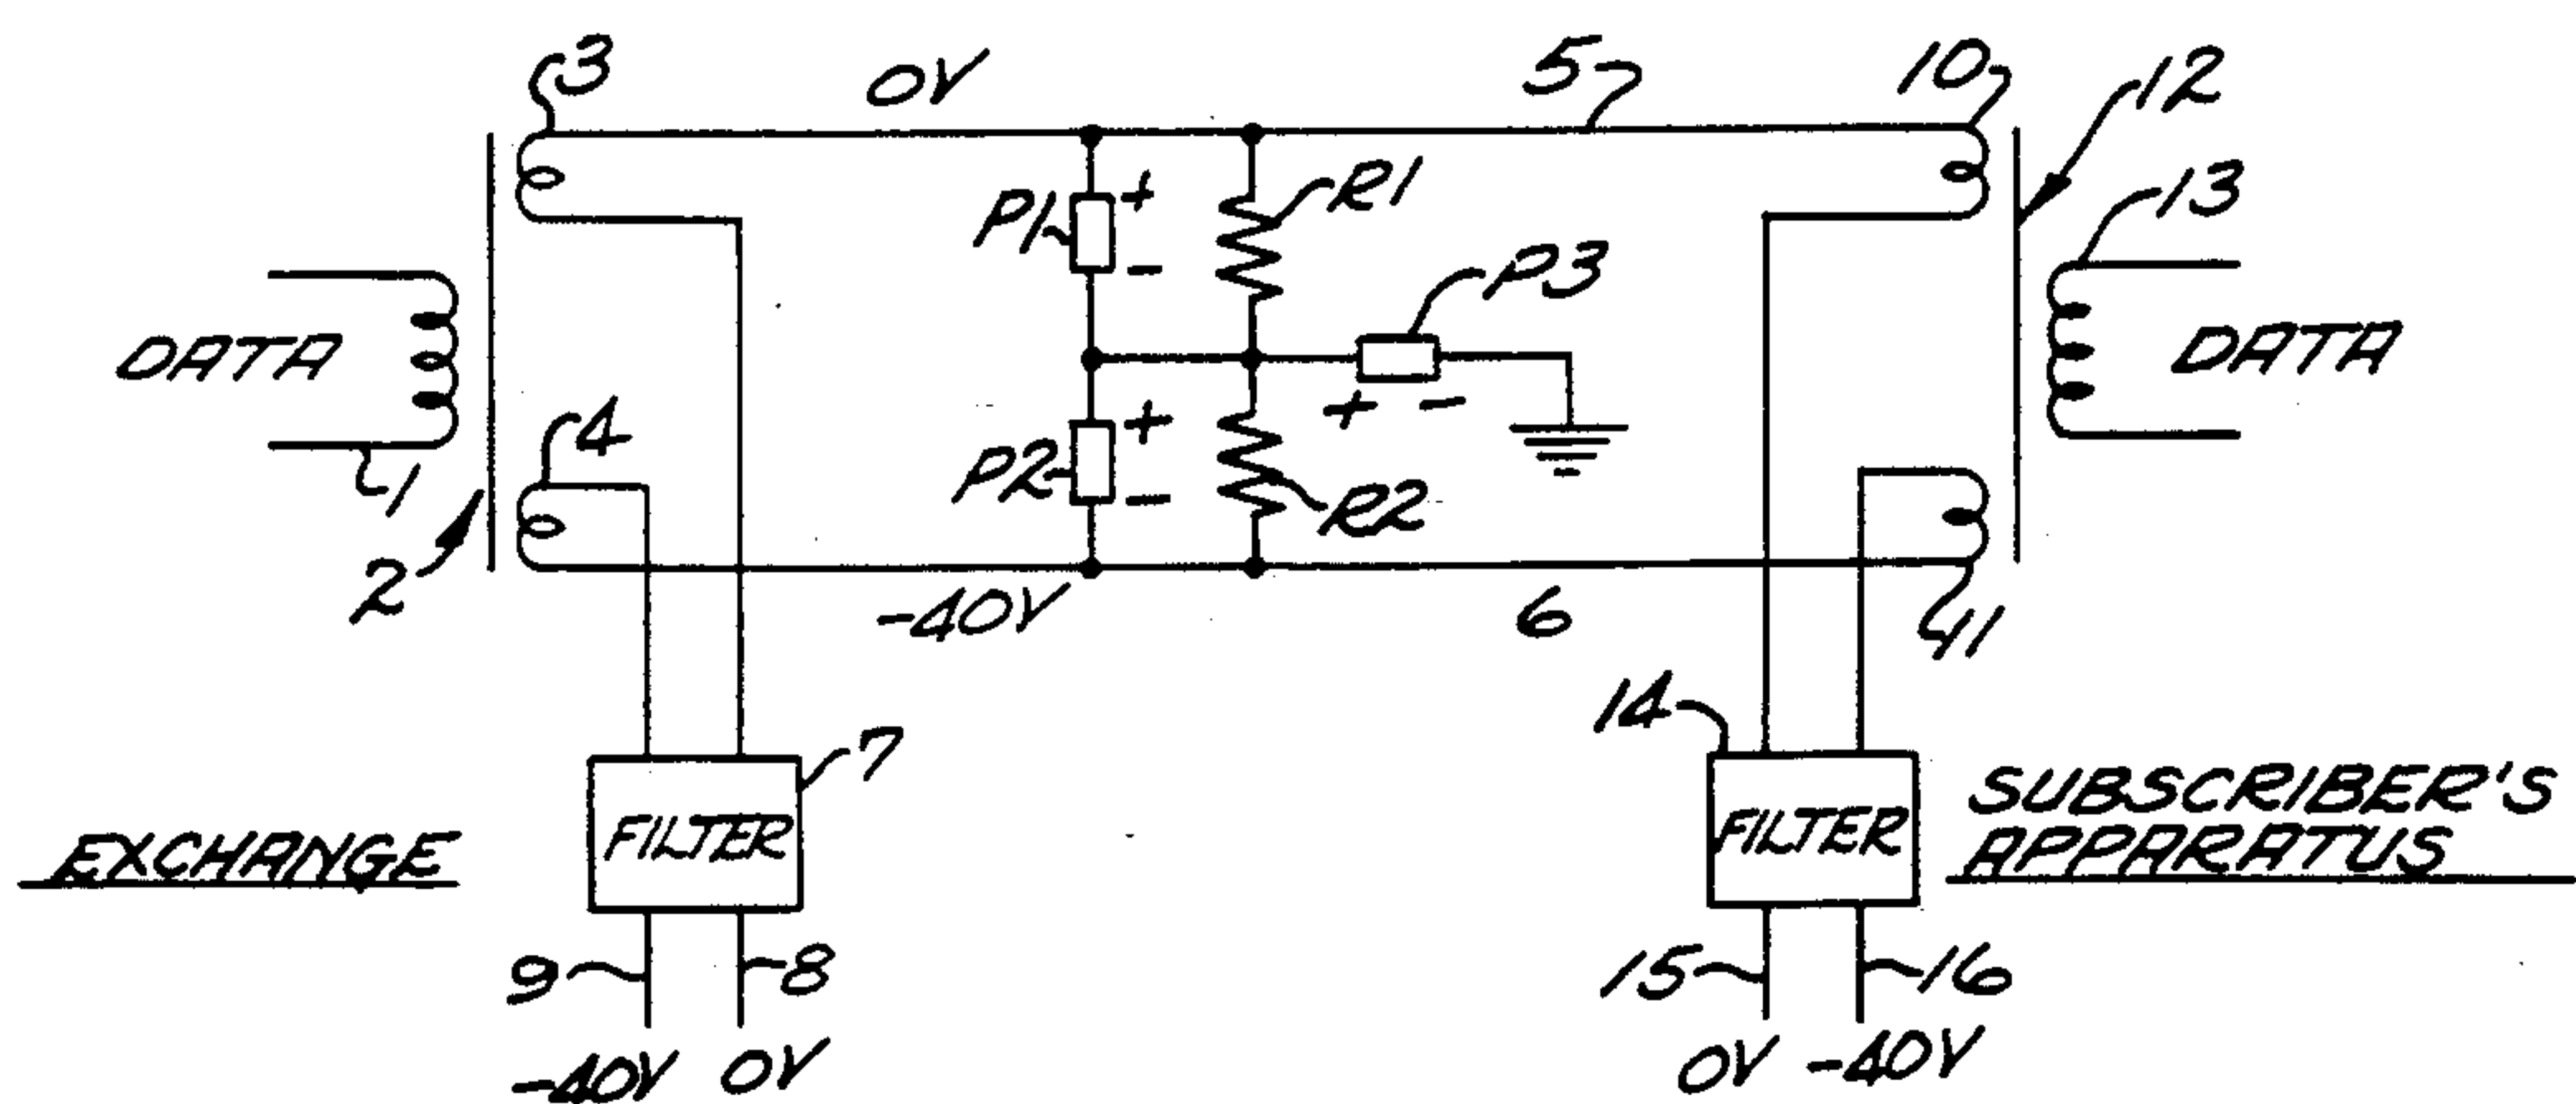 3
0V
5
10
12
P1
+
-
R1
P3
13
DATA
+ -
DATA
4
1
P2
+
-
R2
2
-40V
6
41
7
14
FILTER
FILTER
EXCHANGE
SUBSCRIBER'S
APPARATUS
9
8
15
16
-40V
0V
0V
-40V